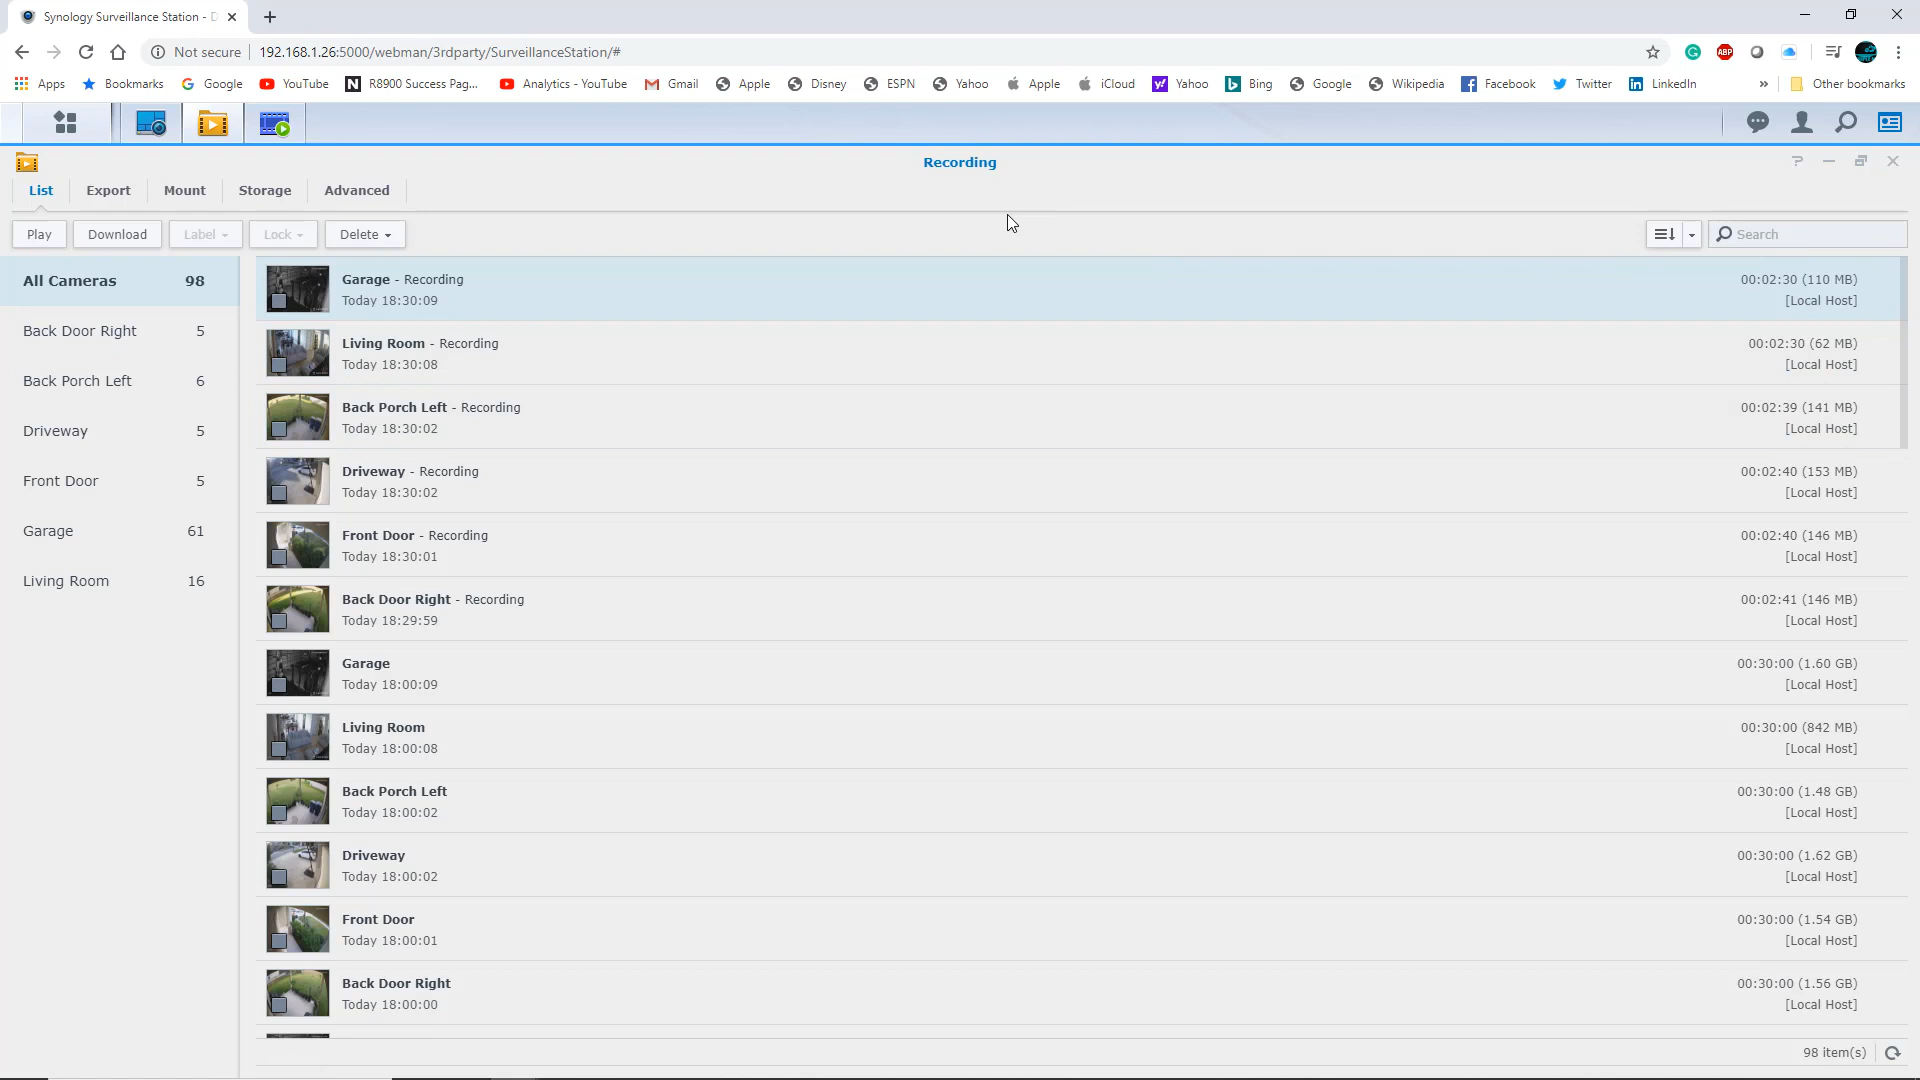 Synology Surveillance Station - D
Not secure
192.168.1.26:5000/webman/3rdparty/SurveillanceStation/#
ABP
Apps Bookmarks Google YouTube R8900 Success Pag... Analytics - YouTube Gmail Apple Disney ESPN Yahoo Apple iCloud Yahoo Bing Google Wikipedia Facebook Twitter LinkedIn » Other bookmarks
Recording
List Export Mount Storage Advanced
Play Download Label Lock Delete Search
All Cameras 98
Back Door Right 5
Back Porch Left 6
Driveway 5
Front Door 5
Garage 61
Living Room 16
Garage - Recording 00:02:30 (110 MB)
Today 18:30:09 [Local Host]
Living Room - Recording 00:02:30 (62 MB)
Today 18:30:08 [Local Host]
Back Porch Left - Recording 00:02:39 (141 MB)
Today 18:30:02 [Local Host]
Driveway - Recording 00:02:40 (153 MB)
Today 18:30:02 [Local Host]
Front Door - Recording 00:02:40 (146 MB)
Today 18:30:01 [Local Host]
Back Door Right - Recording 00:02:41 (146 MB)
Today 18:29:59 [Local Host]
Garage 00:30:00 (1.60 GB)
Today 18:00:09 [Local Host]
Living Room 00:30:00 (842 MB)
Today 18:00:08 [Local Host]
Back Porch Left 00:30:00 (1.48 GB)
Today 18:00:02 [Local Host]
Driveway 00:30:00 (1.62 GB)
Today 18:00:02 [Local Host]
Front Door 00:30:00 (1.54 GB)
Today 18:00:01 [Local Host]
Back Door Right 00:30:00 (1.56 GB)
Today 18:00:00 [Local Host]
98 item(s)